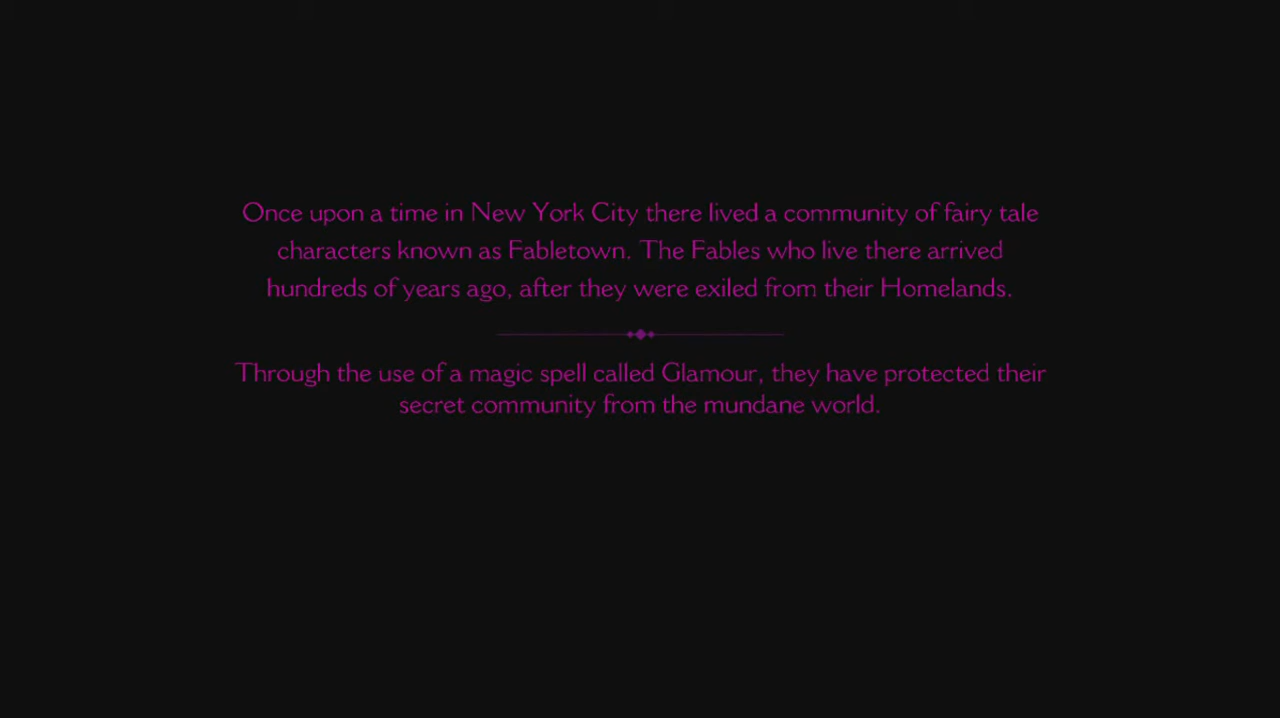 Once upon a time in New York City there lived a community of fairy tale
characters known as Fabletown. The Fables who live there arrived
hundreds of years ago, after they were exiled from their Homelands.
Through the use of a magic spell called Glamour, they have protected their
secret community from the mundane world.